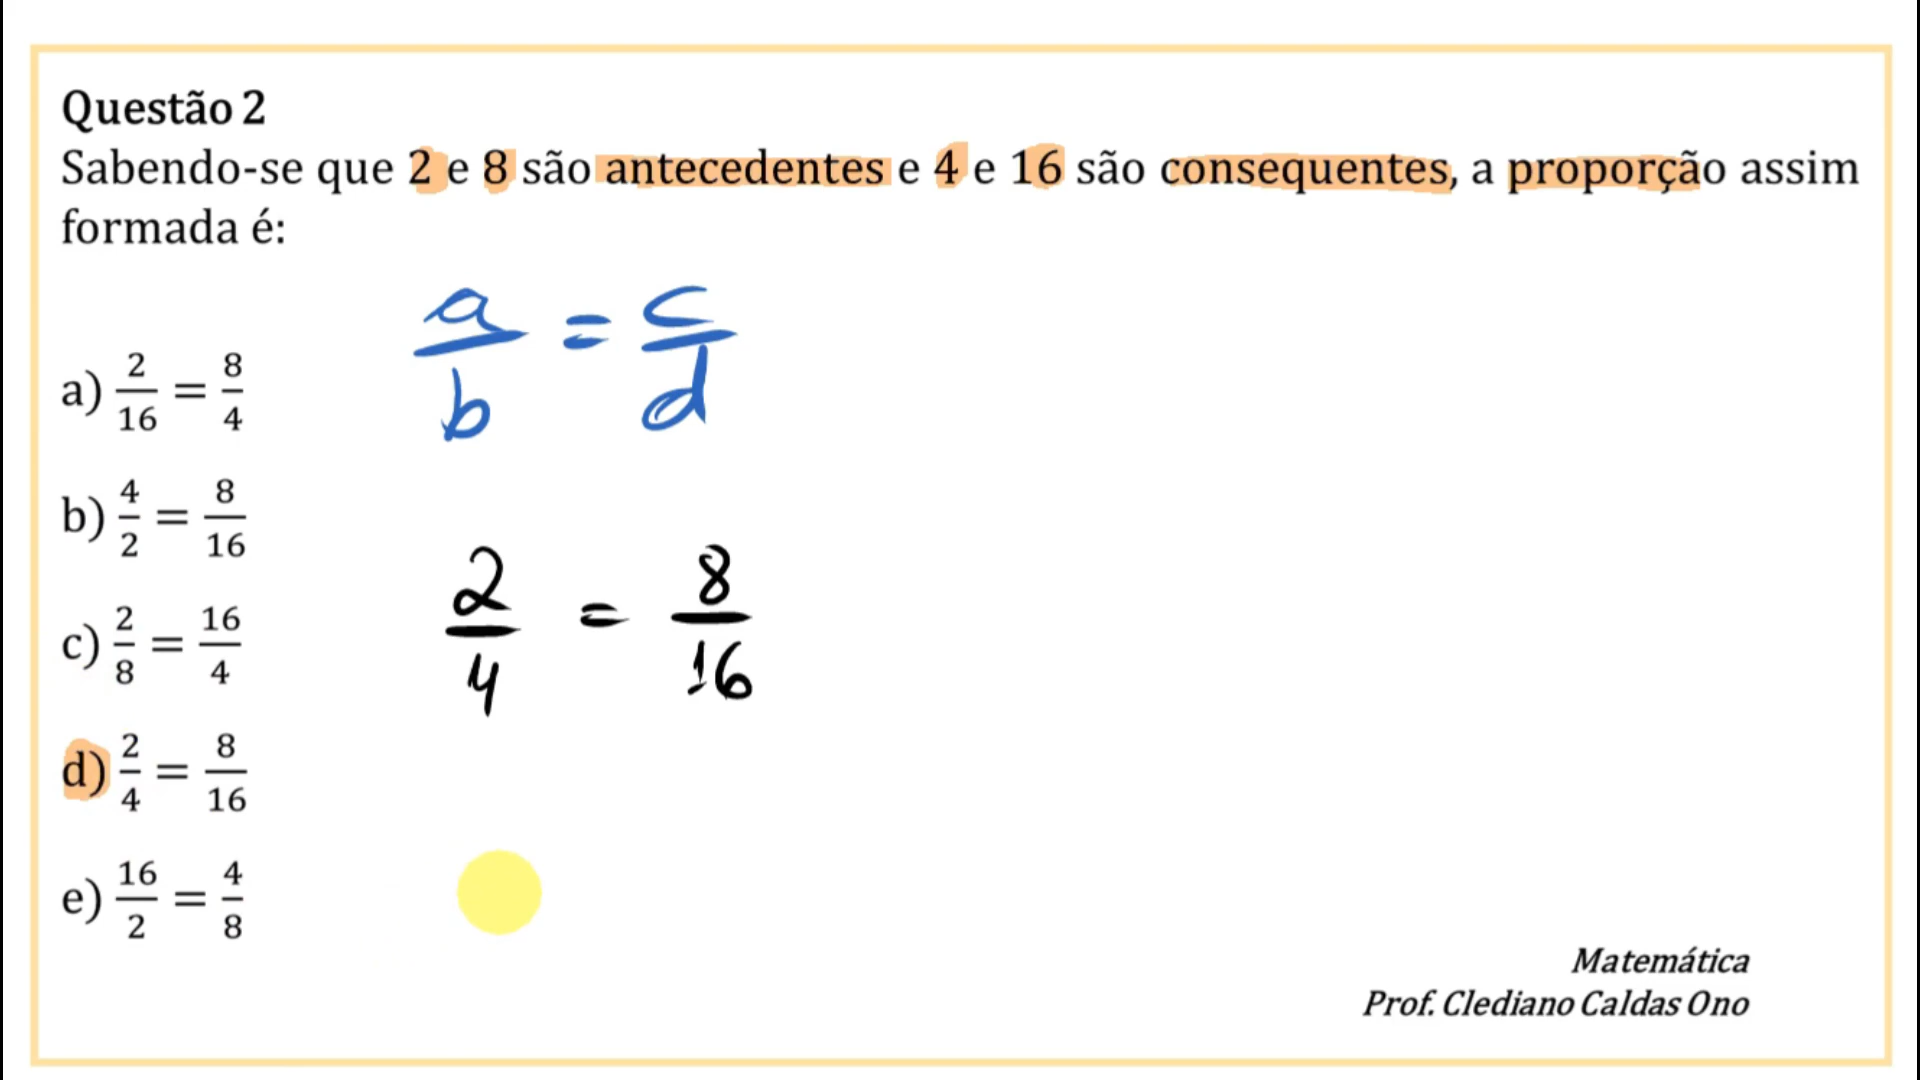 Questão 2
Sabendo-se que 2 e 8 são antecedentes e 4 e 16 são consequentes, a proporção assim
formada é:
a/b = c/d
a) 2/16 = 8/4
b) 4/2 = 8/16
2/4 = 8/16
c) 2/8 = 16/4
d) 2/4 = 8/16
e) 16/2 = 4/8
Matemática
Prof. Clediano Caldas Ono